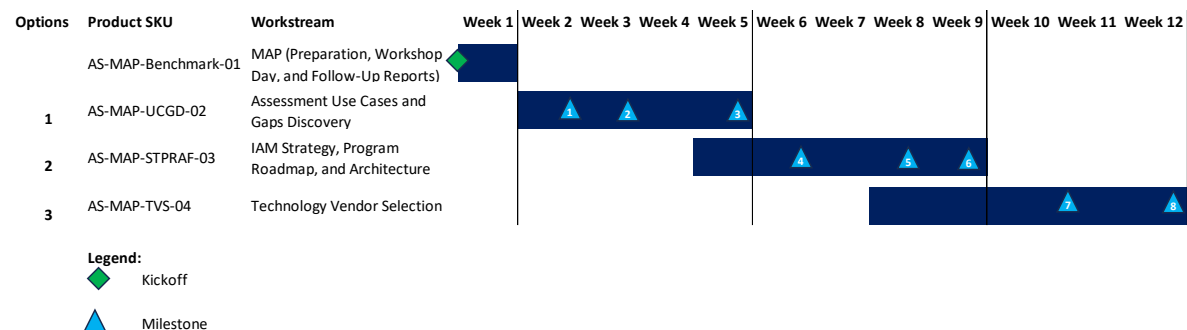 Options Product SKU Workstream Week 1 Week 2 Week 3 Week 4 Week 5 Week 6 Week 7 Week 8 Week 9 Week 10 Week 11 Week 12
AS-MAP-Benchmark-01 MAP (Preparation, Workshop
Day, and Follow-Up Reports)
1 AS-MAP-UCGD-02 Assessment Use Cases and
Gaps Discovery
1 2 3
2 AS-MAP-STPRAF-03 IAM Strategy, Program
Roadmap, and Architecture
4 5 6
3 AS-MAP-TVS-04 Technology Vendor Selection
7 8
Legend:
Kickoff
Milestone